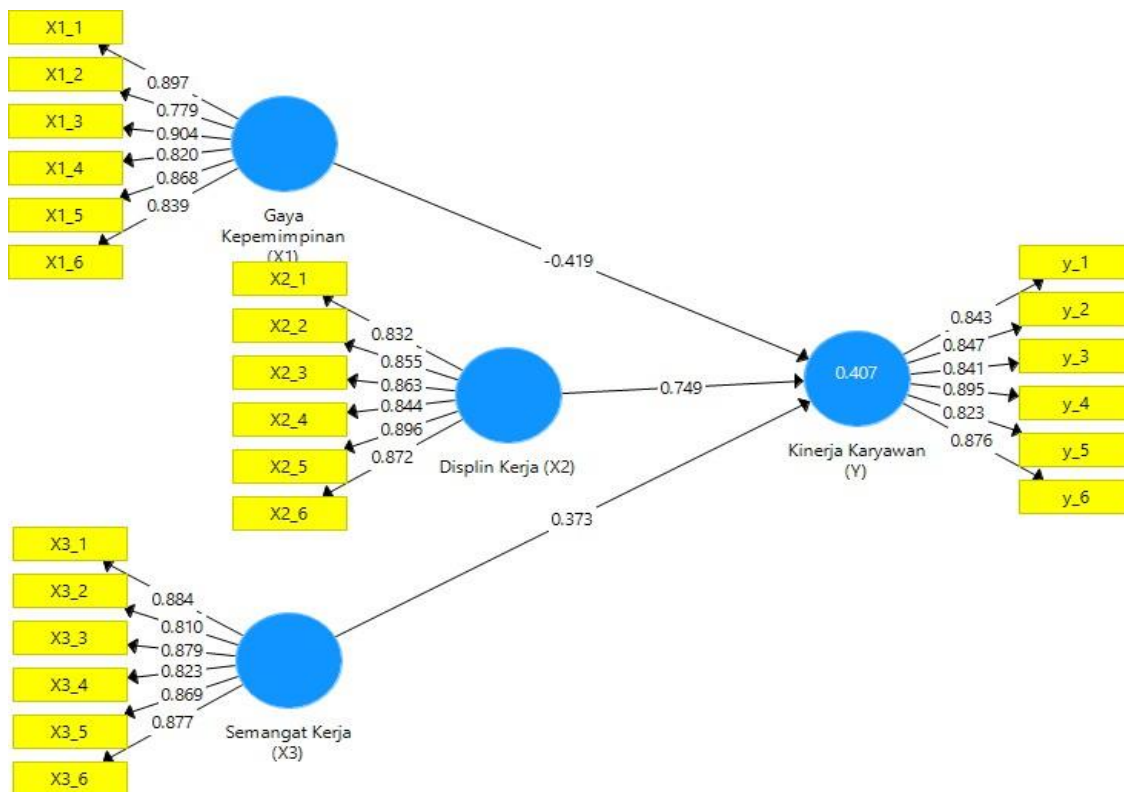 X1_1
X1_2
X1_3
X1_4
X1_5
X1_6
0.897
0.779
0.904
0.820
0.868
0.839
Gaya
Kepemimpinan
(X1)
-0.419
X2_1
X2_2
X2_3
X2_4
X2_5
X2_6
0.832
0.855
0.863
0.844
0.896
0.872
Displin Kerja (X2)
0.749
X3_1
X3_2
X3_3
X3_4
X3_5
X3_6
0.884
0.810
0.879
0.823
0.869
0.877
Semangat Kerja
(X3)
0.373
0.407
Kinerja Karyawan
(Y)
0.843
0.847
0.841
0.895
0.823
0.876
y_1
y_2
y_3
y_4
y_5
y_6